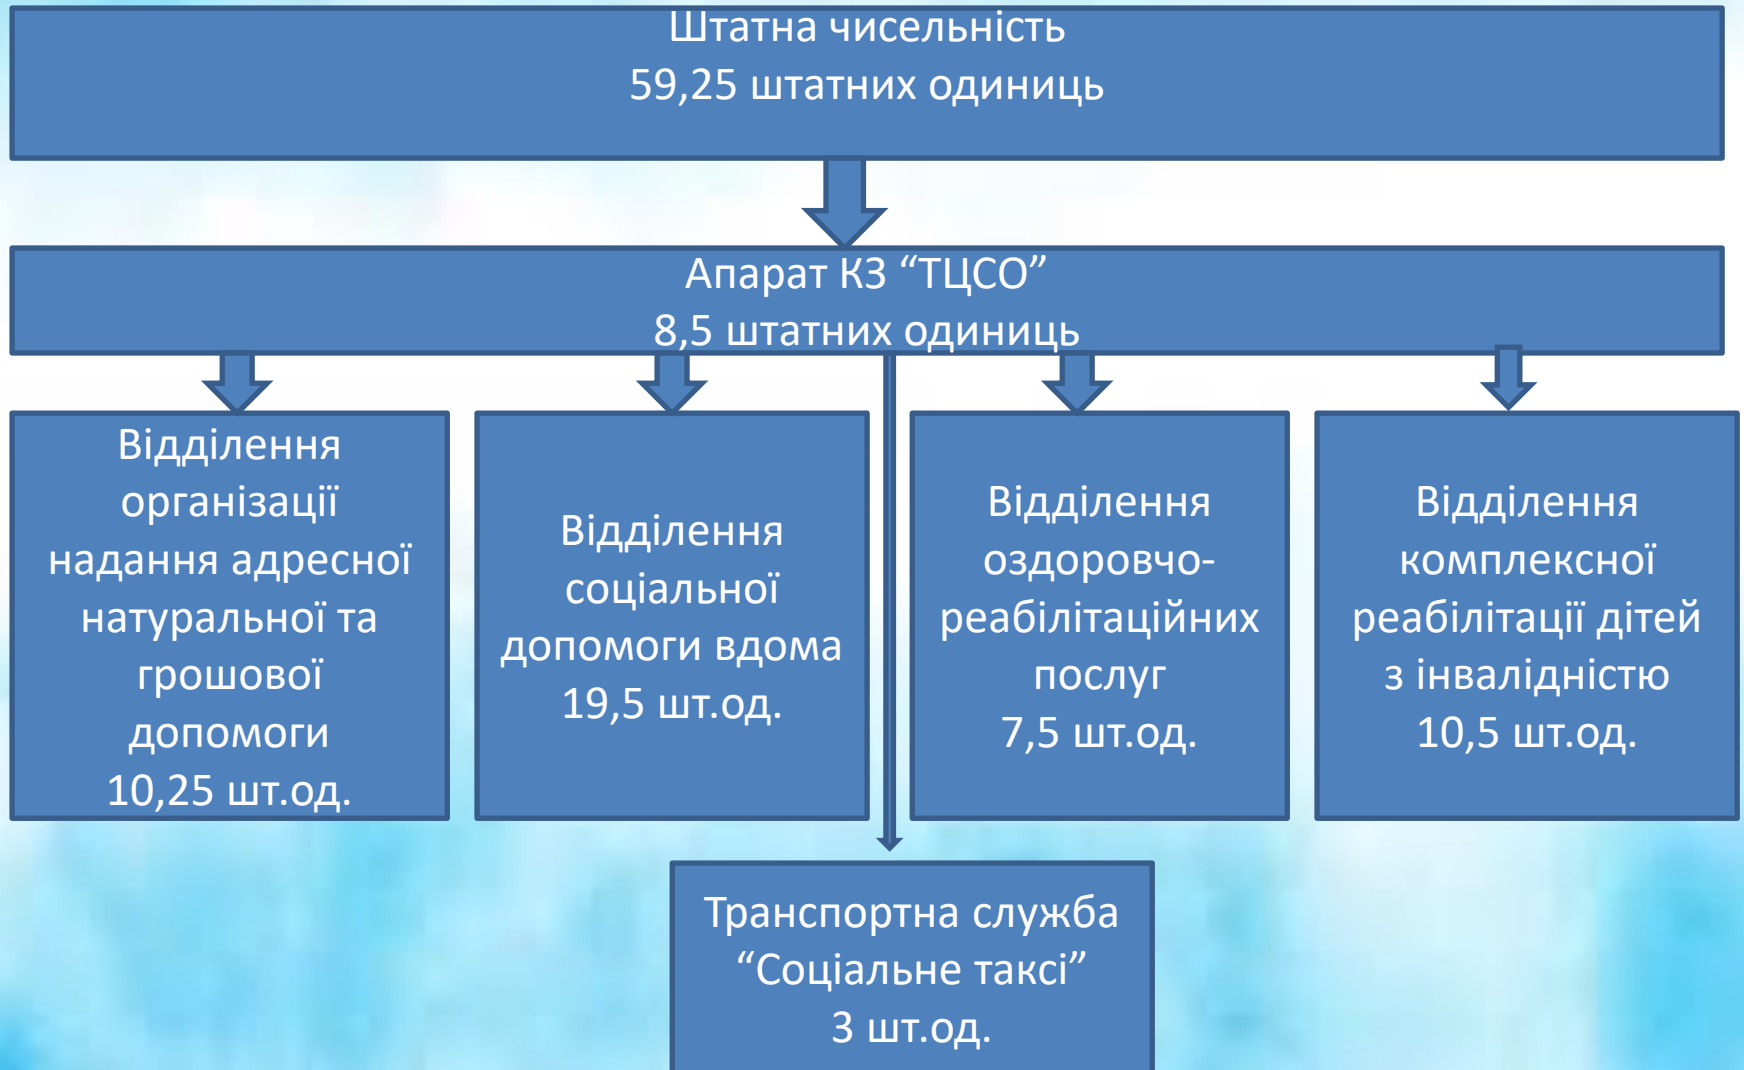 Штатна чисельність
59,25 штатних одиниць
Апарат КЗ “ТЦСО”
8,5 штатних одиниць
Відділення
організації
надання адресної
натуральної та
грошової
допомоги
10,25 шт.од.
Відділення
соціальної
допомоги вдома
19,5 шт.од.
Відділення
оздоровчо-
реабілітаційних
послуг
7,5 шт.од.
Відділення
комплексної
реабілітації дітей
з інвалідністю
10,5 шт.од.
Транспортна служба
“Соціальне таксі”
3 шт.од.